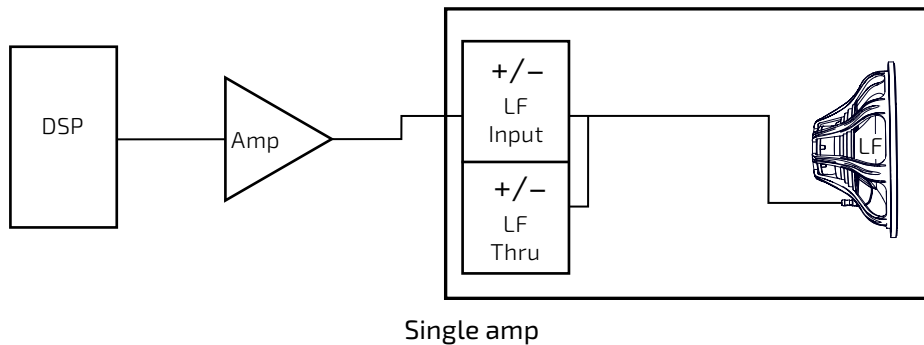 DSP
Amp
+/−
LF
Input
+/−
LF
Thru
LF
Single amp